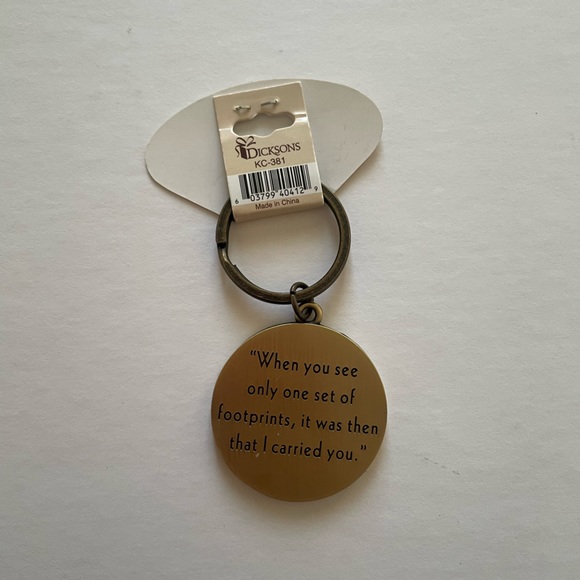 DICKSONS
KC-381
6 03799 40412 9
Made in China
"When you see
only one set of
footprints, it was then
that I carried you."